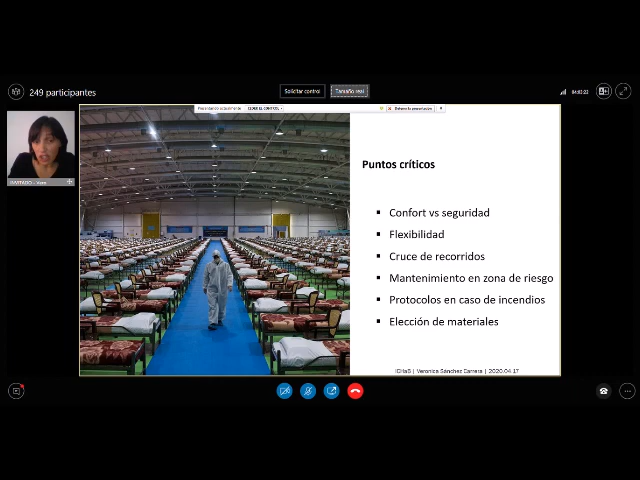 249 participantes
Solicitar control
Tamaño real
Puntos críticos
Confort vs seguridad
Flexibilidad
Cruce de recorridos
Mantenimiento en zona de riesgo
Protocolos en caso de incendios
Elección de materiales
| Veronica Sánchez Carrera | 2020.04.17